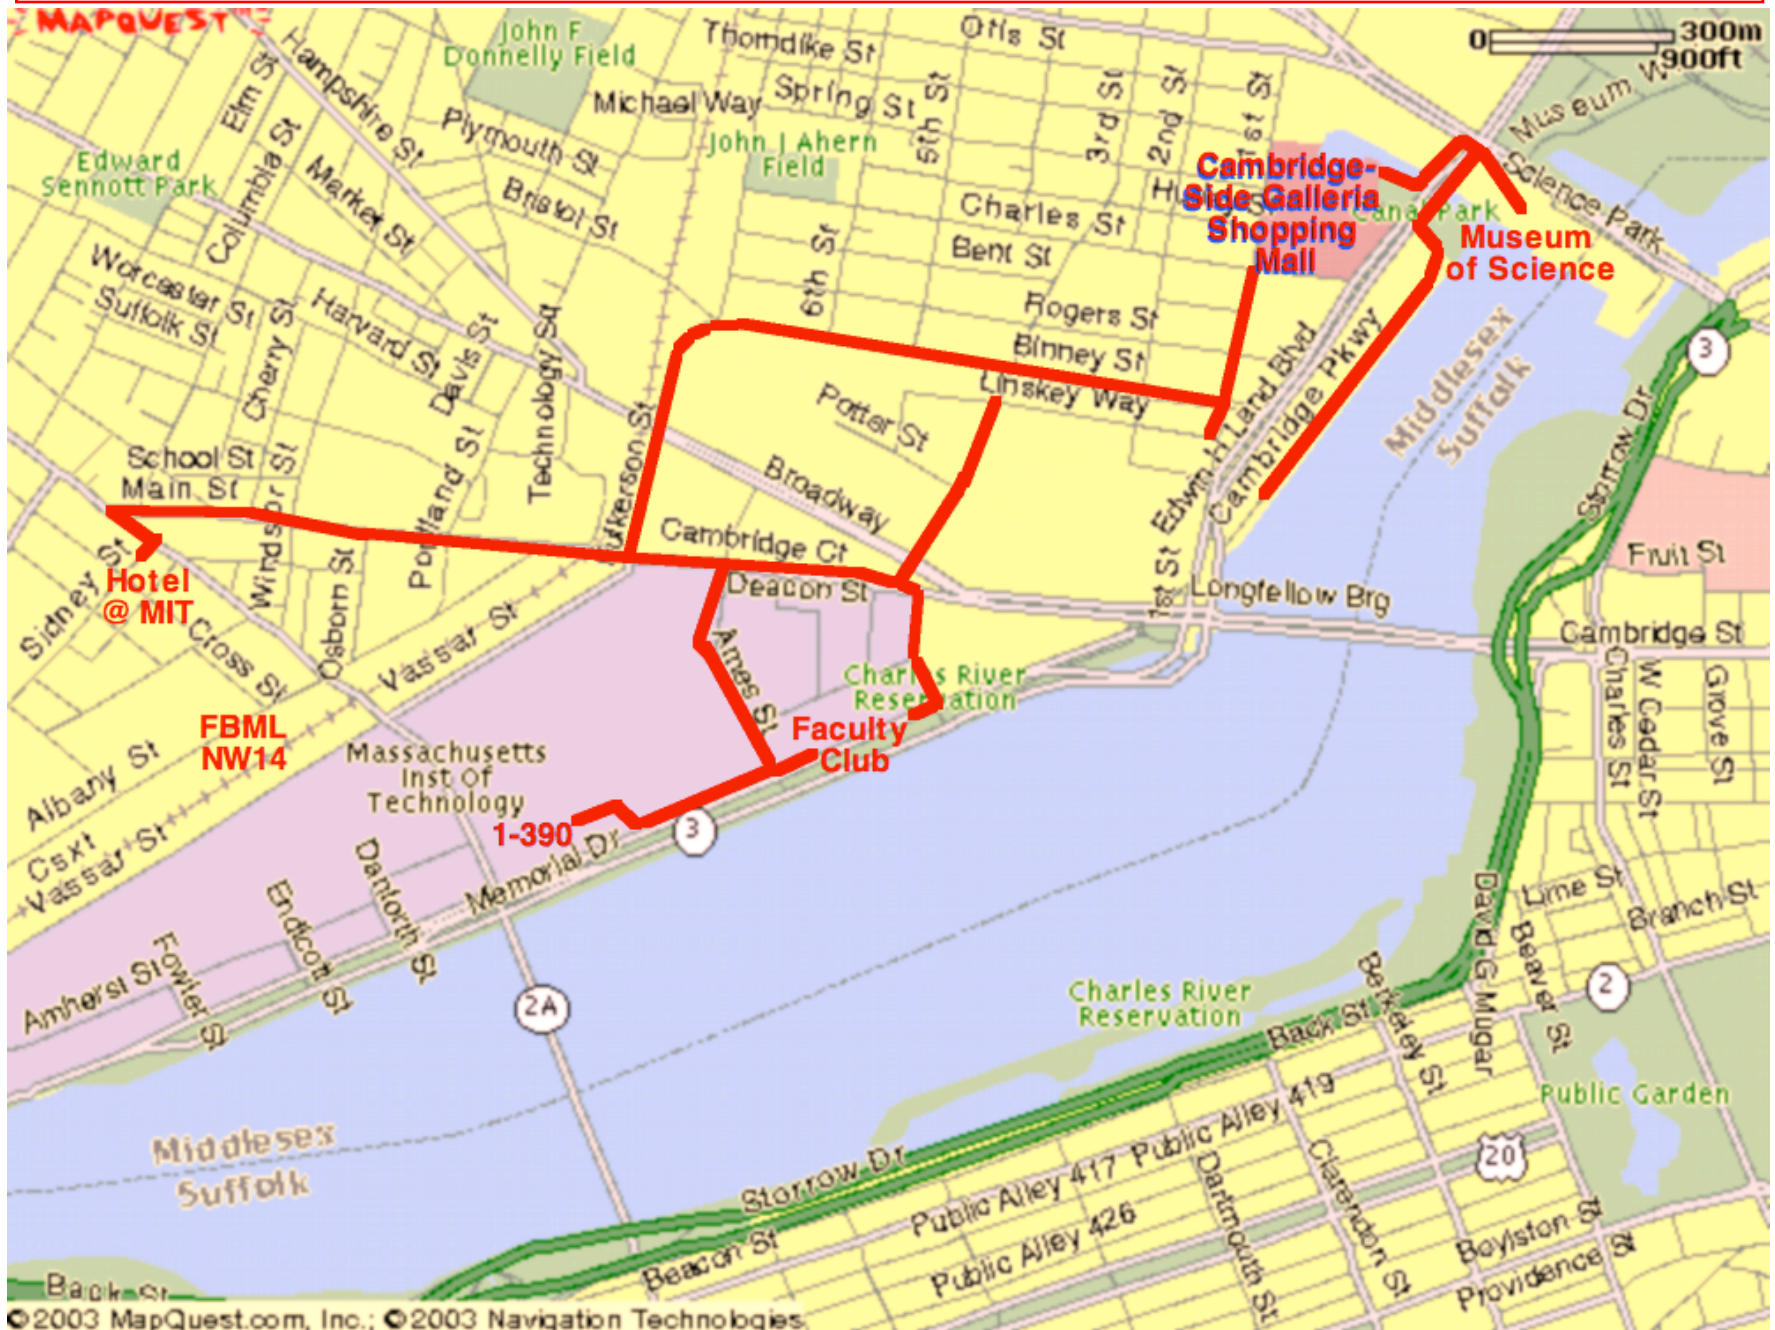 MAPQUEST
John F
Donnelly Field
Thorndike St
Otis St
0
300m
900ft
Elm St
Hampshire St
Michael Way
Spring St
5th St
3rd St
2nd St
1st St
Museum W
Plymouth St
John J Ahern
Field
Edward
Sennott Park
Columbia St
Market St
Bristol St
Cambridge-
Side Galleria
Shopping
Mall
Canal Park
Science Park
Museum
of Science
Charles St
Bent St
6th St
Worcester St
Suffolk St
Cherry St
Harvard St
Davis St
Technology Sq
Rogers St
Binney St
Linskey Way
Potter St
Edwin H Land Blvd
Cambridge Pkwy
Middlesex
Suffolk
3
Storrow Dr
School St
Main St
Windsor St
Portland St
Broadway
Cambridge Ct
Deacon St
1st St
Longfellow Brg
Fruit St
Cambridge St
Sidney St
Hotel
@ MIT
Cross St
Osborn St
Vassar St
Ames St
Charles River
Reservation
Charles St
W Cedar St
Grove St
Faculty
Club
FBML
NW14
Massachusetts
Inst Of
Technology
1-390
3
Memorial Dr
Albany St
Csxt
Vassar St
Danforth St
Endicott St
Fowler St
Amherst St
2A
Lime St
Branch St
Beaver St
2
David G Mugar
Berkeley St
Charles River
Reservation
Back St
Public Garden
Middlesex
Suffolk
Storrow Dr
Public Alley 419
Public Alley 417
Public Alley 426
Dartmouth St
Clarendon St
20
Boylston St
Providence St
Beacon St
Back St
©2003 MapQuest.com, Inc.; ©2003 Navigation Technologies